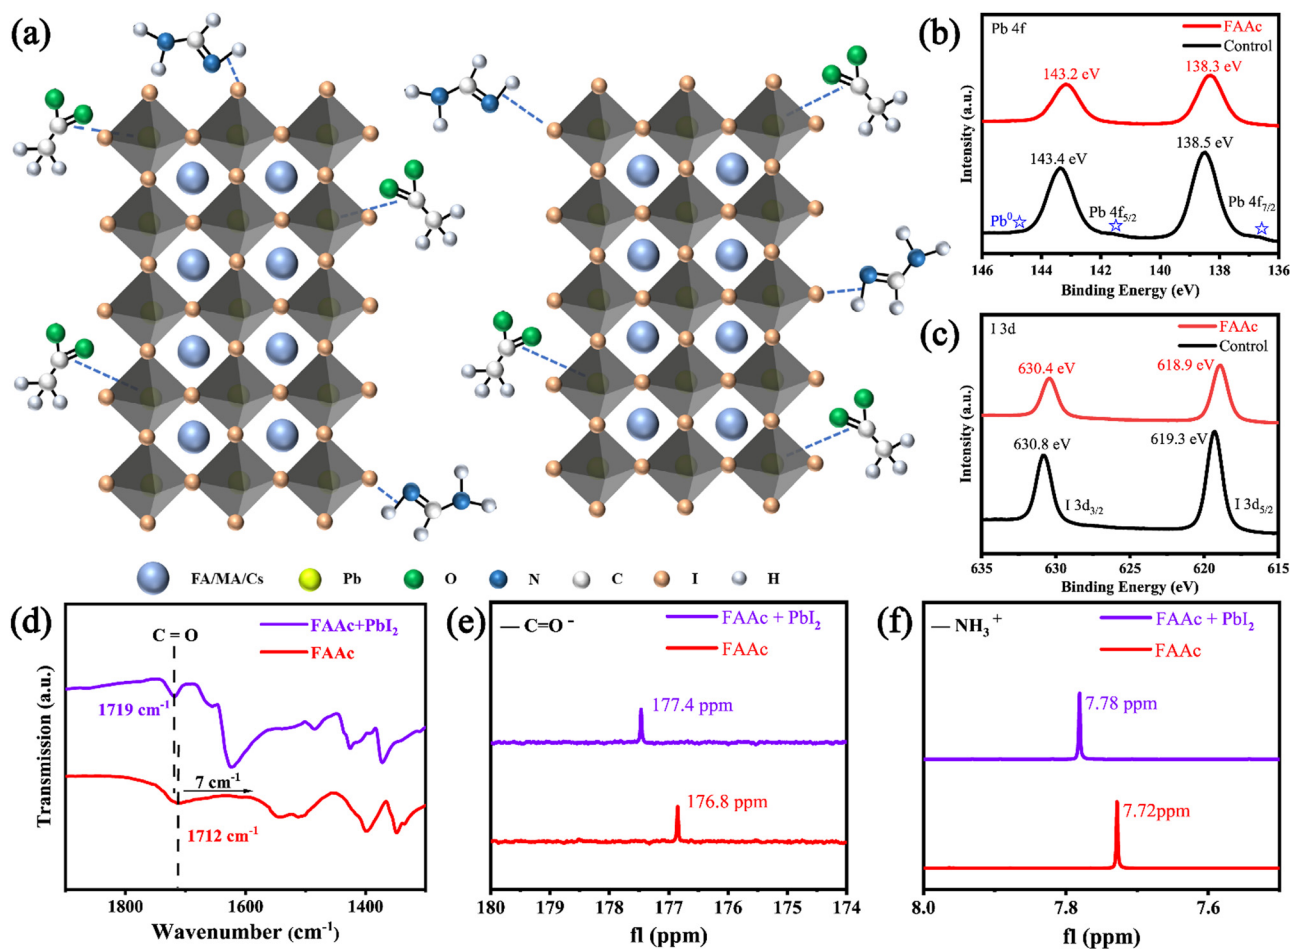 (a)
FA/MA/Cs Pb O N C I H
(b)
Pb 4f
FAAc
Control
143.2 eV
138.3 eV
143.4 eV
138.5 eV
Pb⁰☆
Pb 4f₅/₂
☆
Pb 4f₇/₂
☆
Intensity (a.u.)
146 144 142 140 138 136
Binding Energy (eV)
(c)
I 3d
FAAc
Control
630.4 eV
618.9 eV
630.8 eV
619.3 eV
I 3d₃/₂
I 3d₅/₂
Intensity (a.u.)
635 630 625 620 615
Binding Energy (eV)
(d)
C = O
FAAc+PbI₂
FAAc
1719 cm⁻¹
7 cm⁻¹
1712 cm⁻¹
Transmission (a.u.)
1800 1600 1400
Wavenumber (cm⁻¹)
(e)
— C=O ⁻
FAAc + PbI₂
FAAc
177.4 ppm
176.8 ppm
180 179 178 177 176 175 174
fl (ppm)
(f)
— NH₃⁺
FAAc + PbI₂
FAAc
7.78 ppm
7.72ppm
8.0 7.8 7.6
fl (ppm)